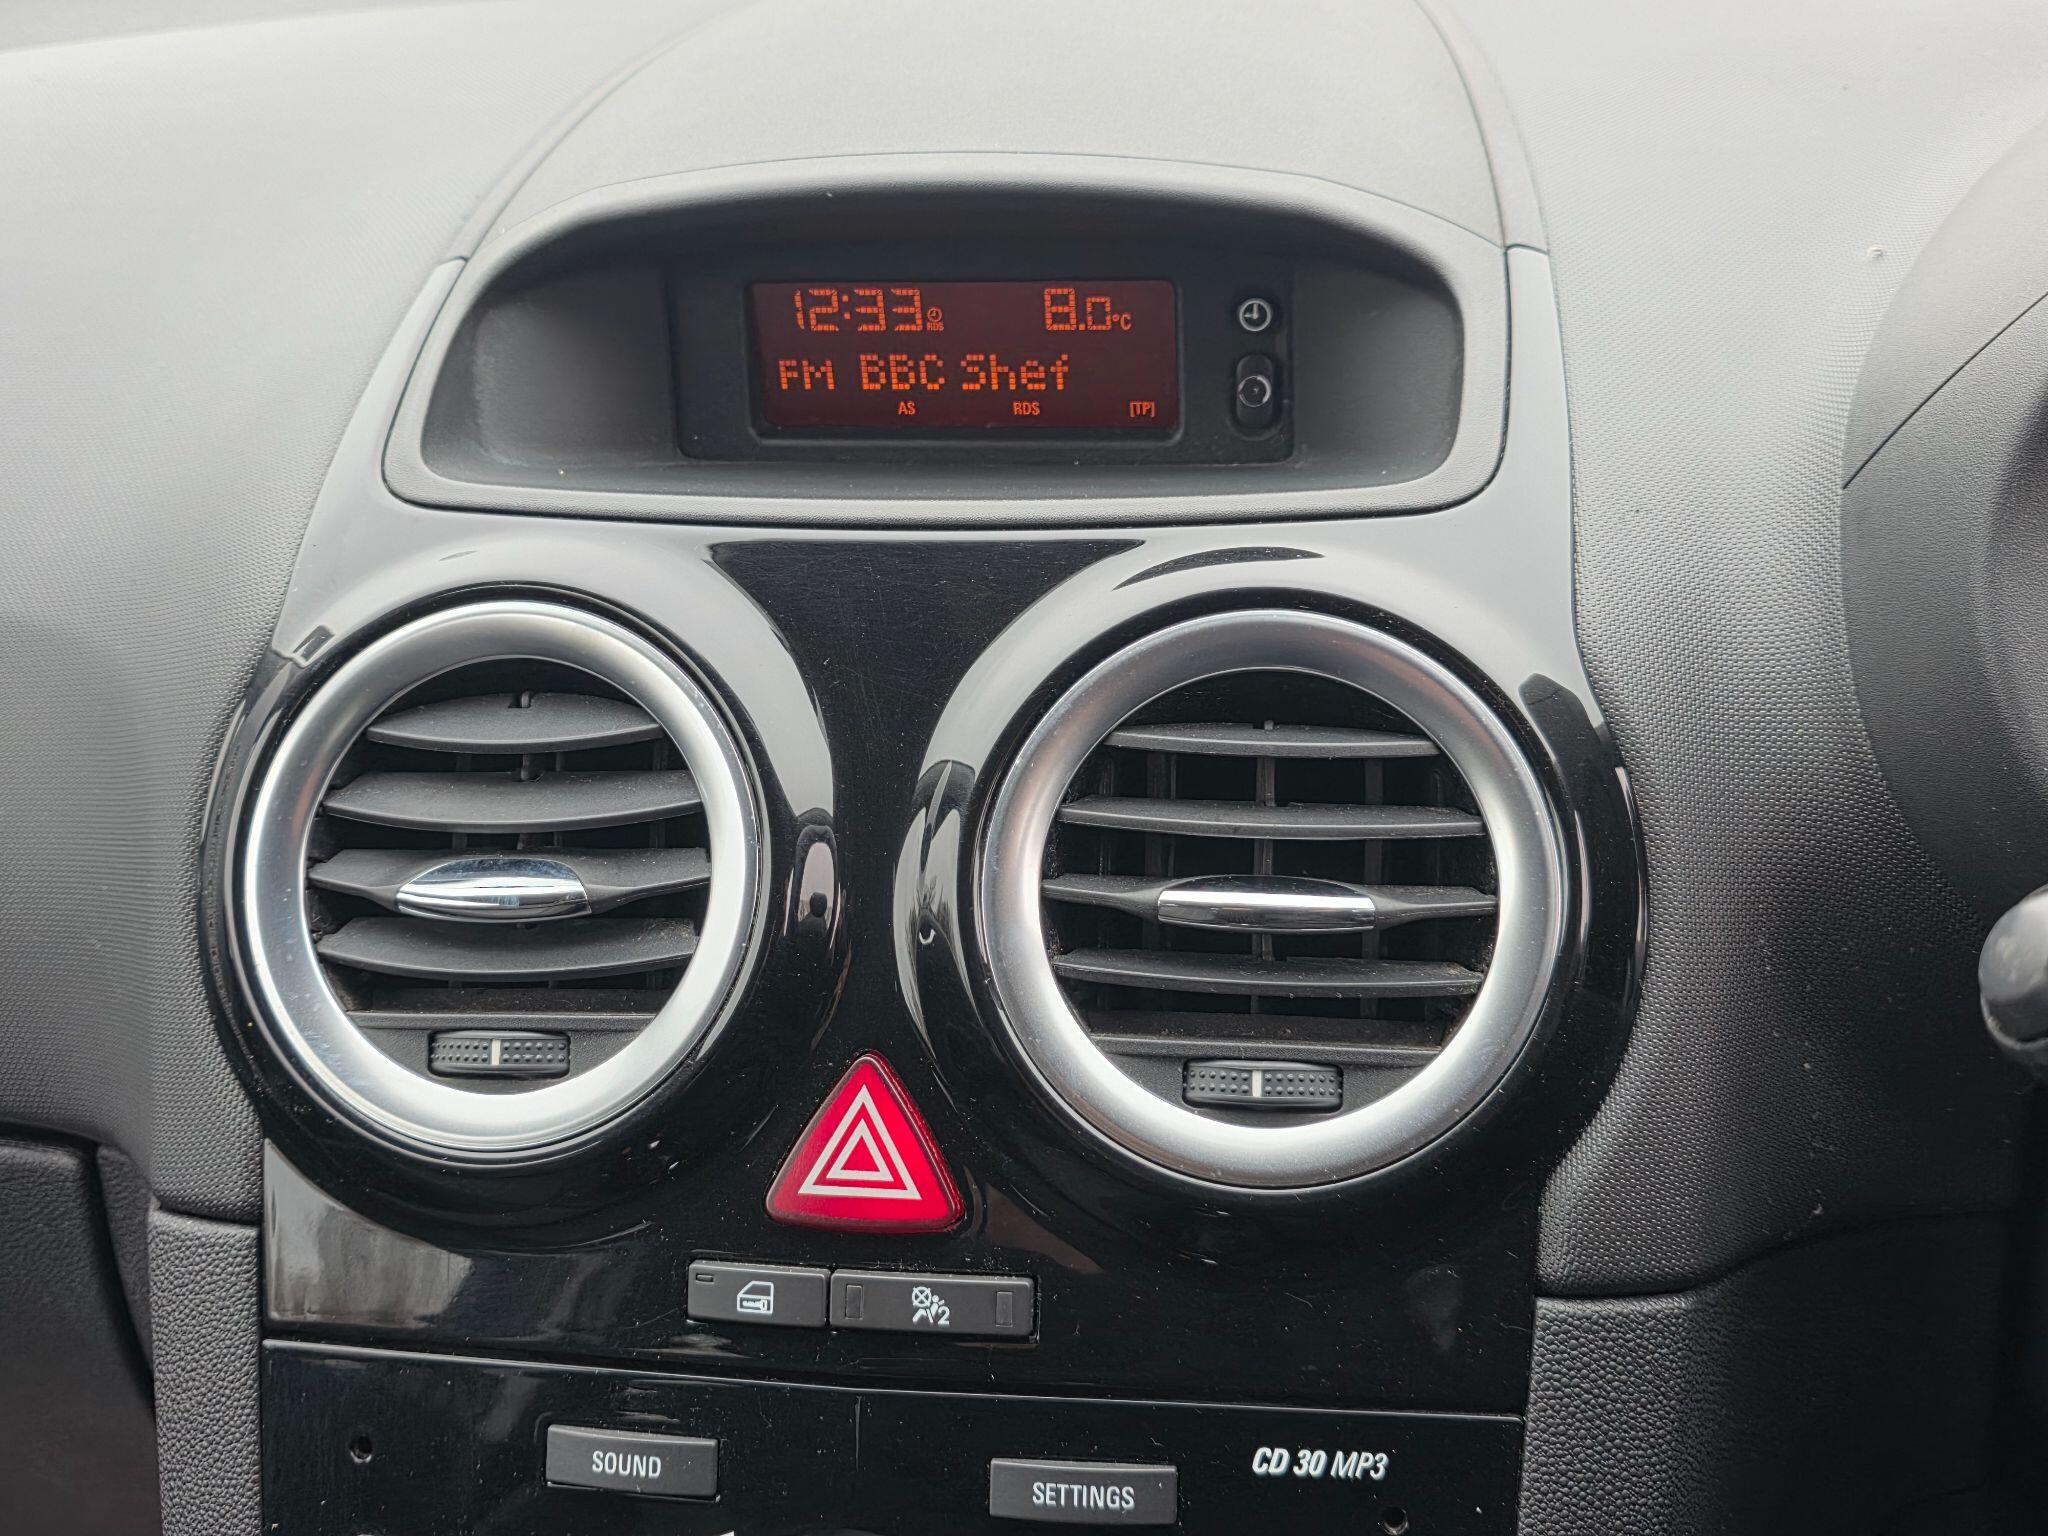 12:33 RDS 8.0°C
FM BBC Shef
AS RDS [TP]
2
SOUND
SETTINGS
CD 30 MP3